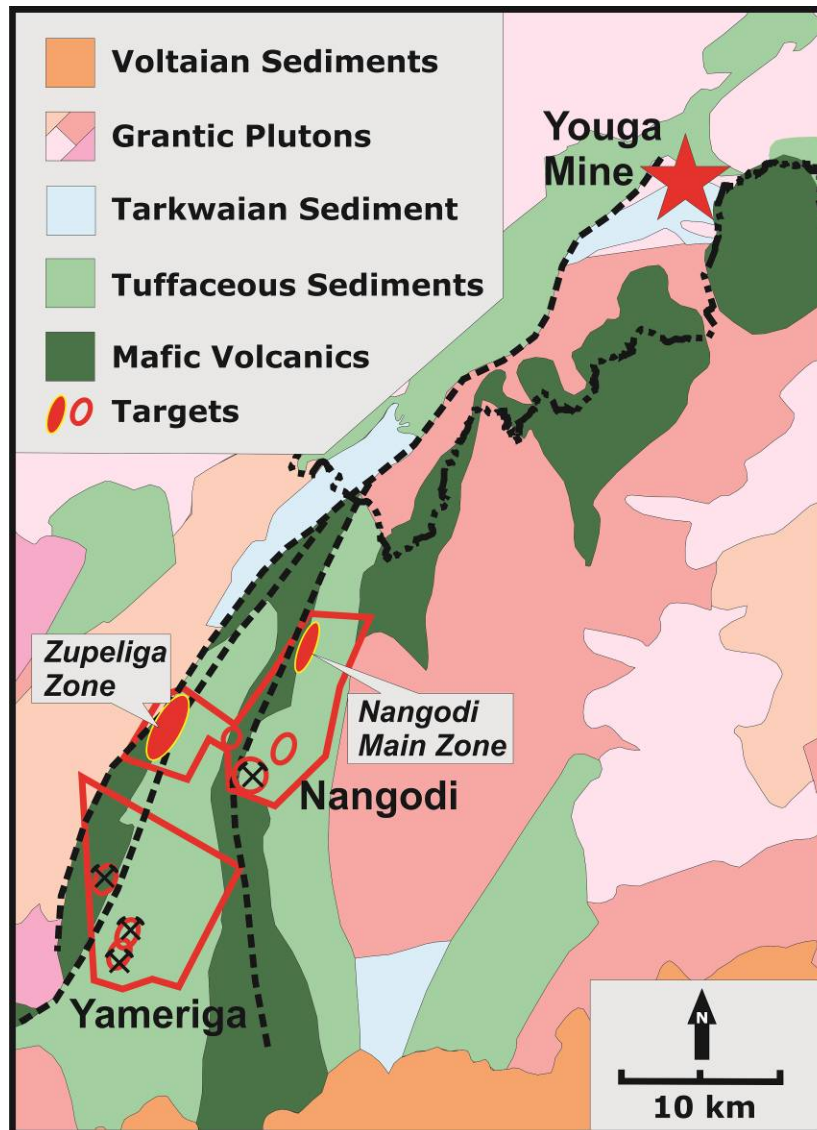 Voltaian Sediments
Grantic Plutons
Tarkwaian Sediment
Tuffaceous Sediments
Mafic Volcanics
Targets
Youga
Mine
Zupeliga
Zone
Nangodi
Main Zone
Nangodi
Yameriga
N
10 km